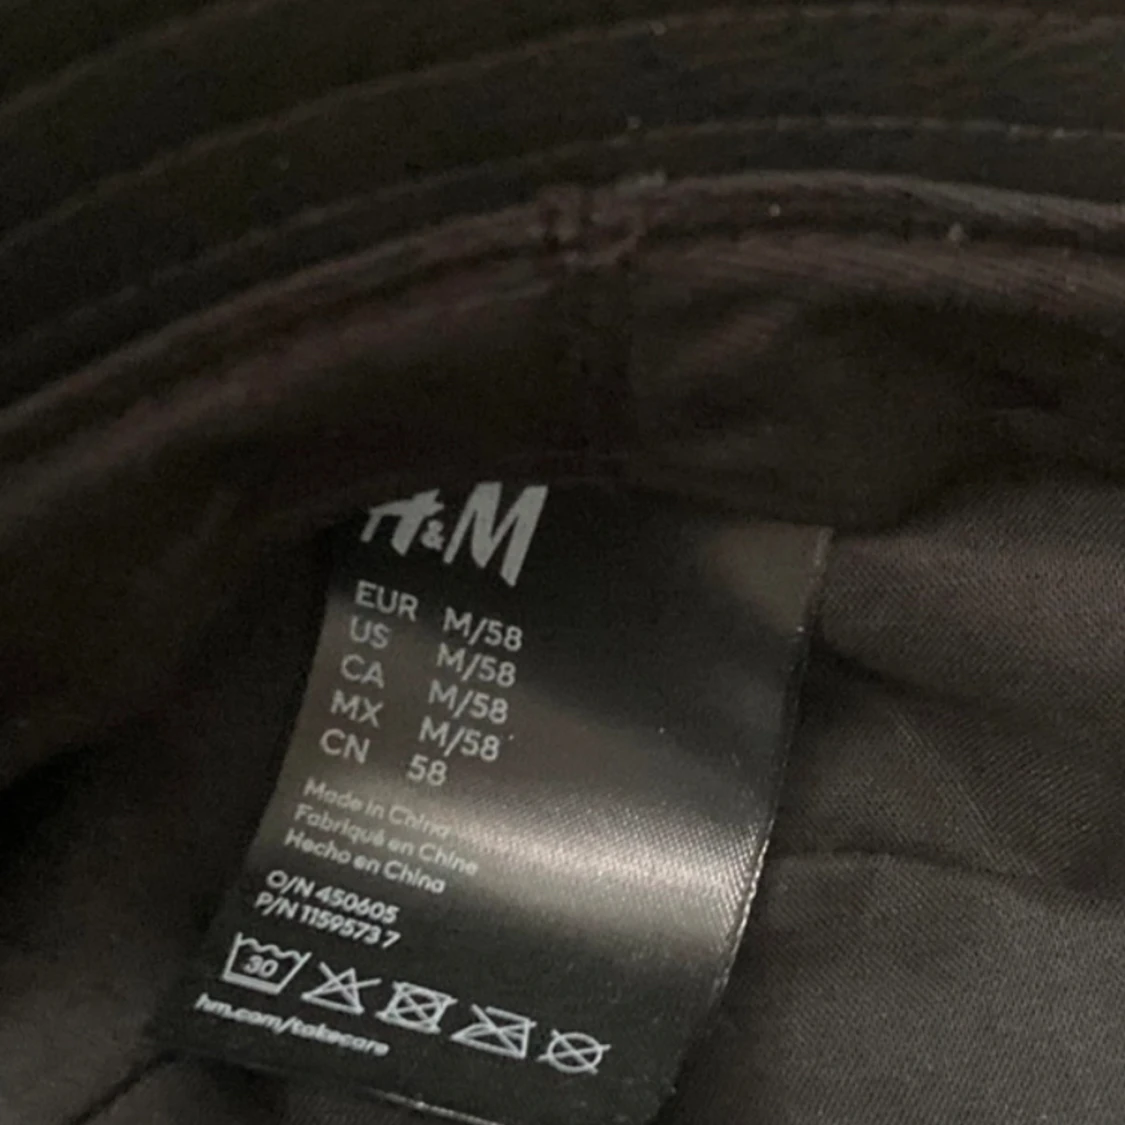 H&M
EUR M/58
US M/58
CA M/58
MX M/58
CN 58
Made in China
Fabriqué en Chine
Hecho en China
O/N 450605
P/N 11595737
30
hm.com/takecare